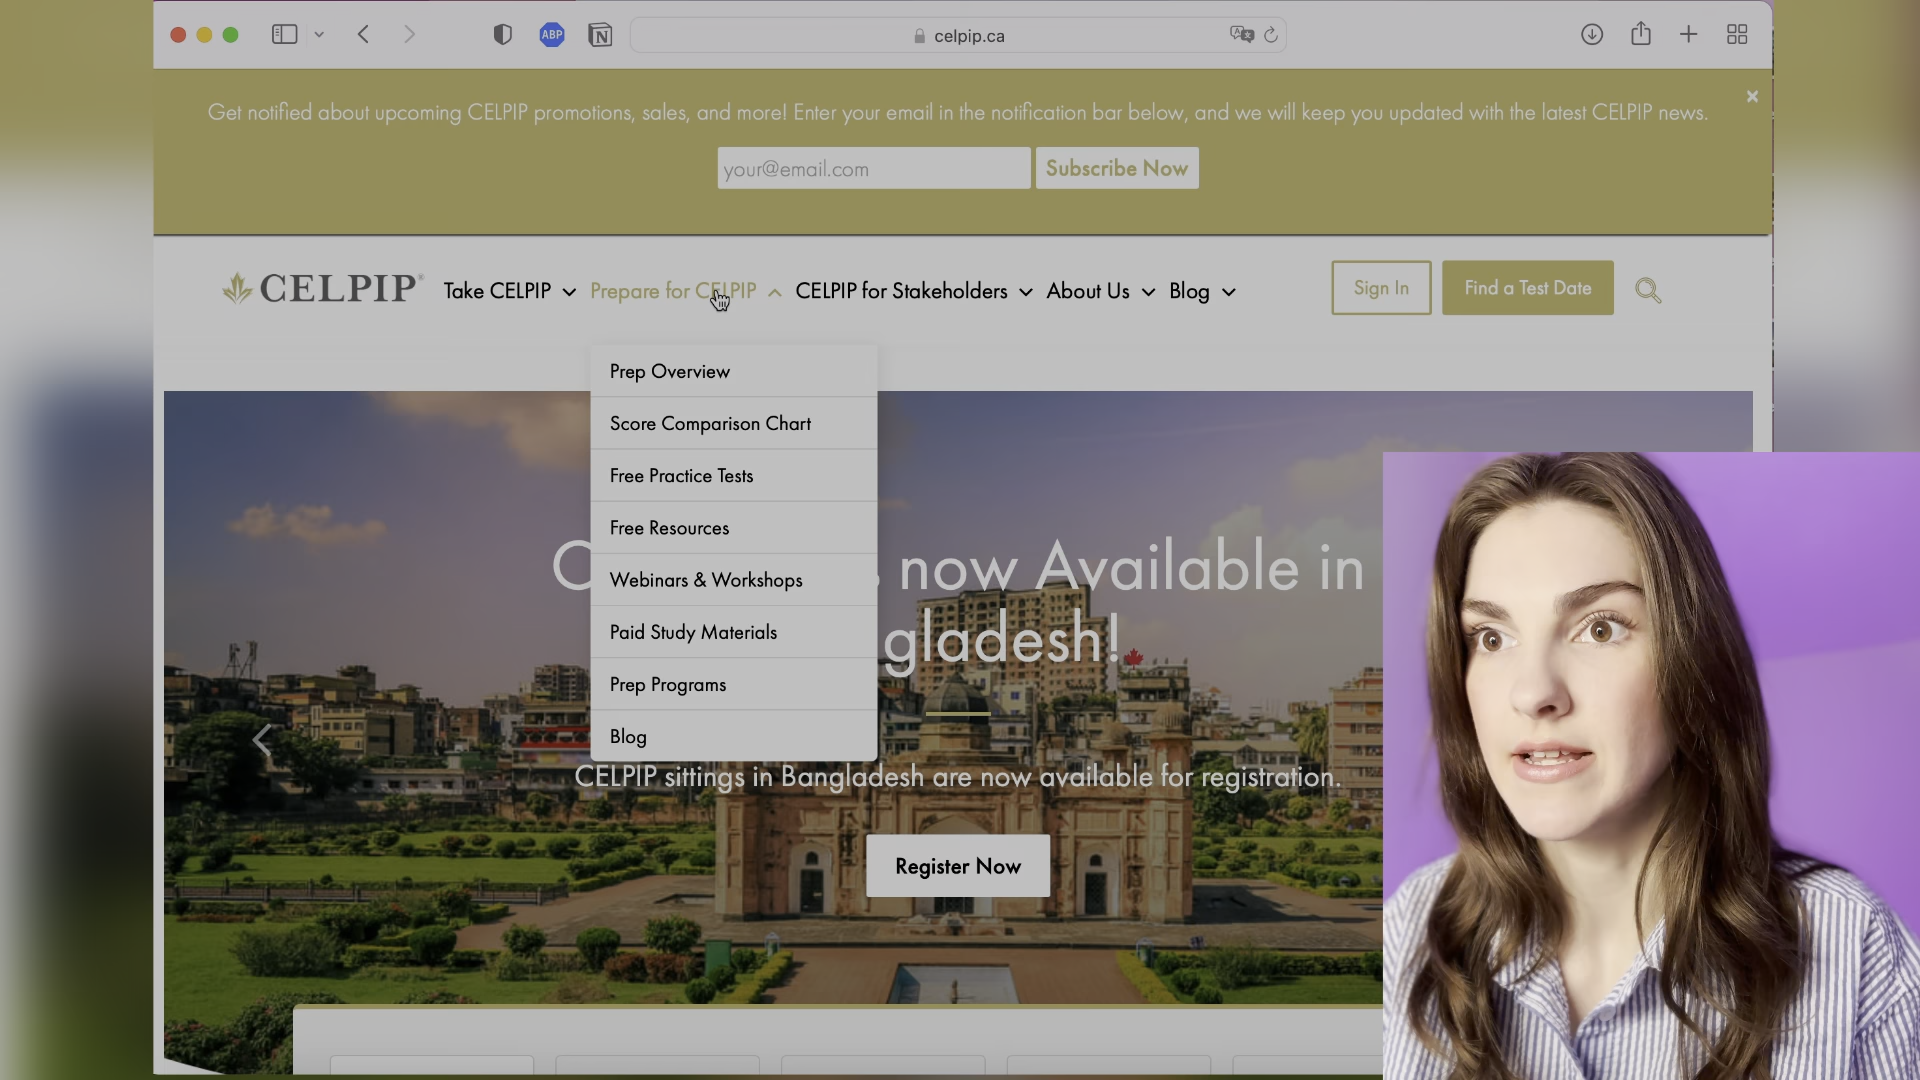 ABP
celpip.ca
Get notified about upcoming CELPIP promotions, sales, and more! Enter your email in the notification bar below, and we will keep you updated with the latest CELPIP news.
your@email.com
Subscribe Now
CELPIP®
Take CELPIP
Prepare for CELPIP
CELPIP for Stakeholders
About Us
Blog
Sign In
Find a Test Date
Prep Overview
Score Comparison Chart
Free Practice Tests
Free Resources
Webinars & Workshops
Paid Study Materials
Prep Programs
Blog
now Available in
gladesh!
CELPIP sittings in Bangladesh are now available for registration.
Register Now